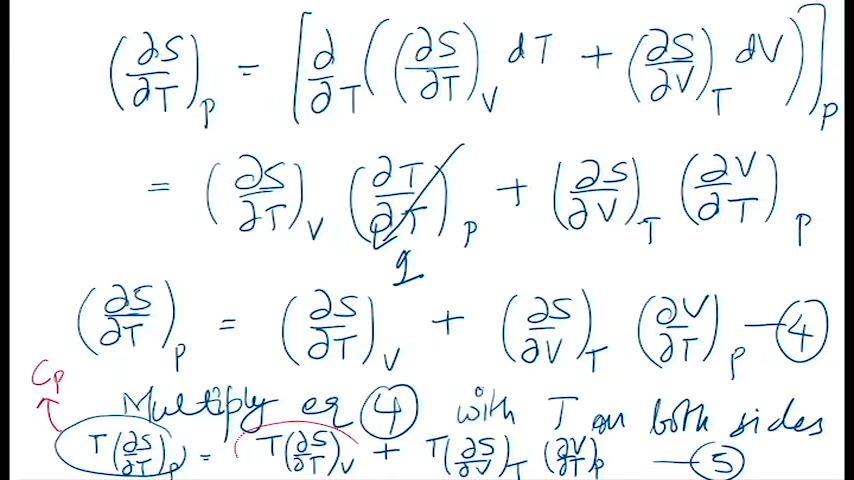 (∂S/∂T)_P = [∂/∂T((∂S/∂T)_V dT + (∂S/∂V)_T dV)]_P
= (∂S/∂T)_V (∂T/∂T)_P + (∂S/∂V)_T (∂V/∂T)_P
1
(∂S/∂T)_P = (∂S/∂T)_V + (∂S/∂V)_T (∂V/∂T)_P — 4
C_P
Multiply eq 4 with T on both sides
T(∂S/∂T)_P = T(∂S/∂T)_V + T(∂S/∂V)_T (∂V/∂T)_P — 5